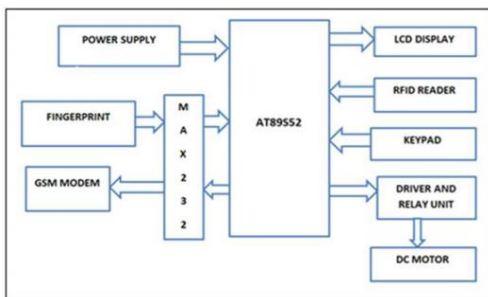 POWER SUPPLY
FINGERPRINT
GSM MODEM
M
A
X
2
3
2
AT89S52
LCD DISPLAY
RFID READER
KEYPAD
DRIVER AND
RELAY UNIT
DC MOTOR